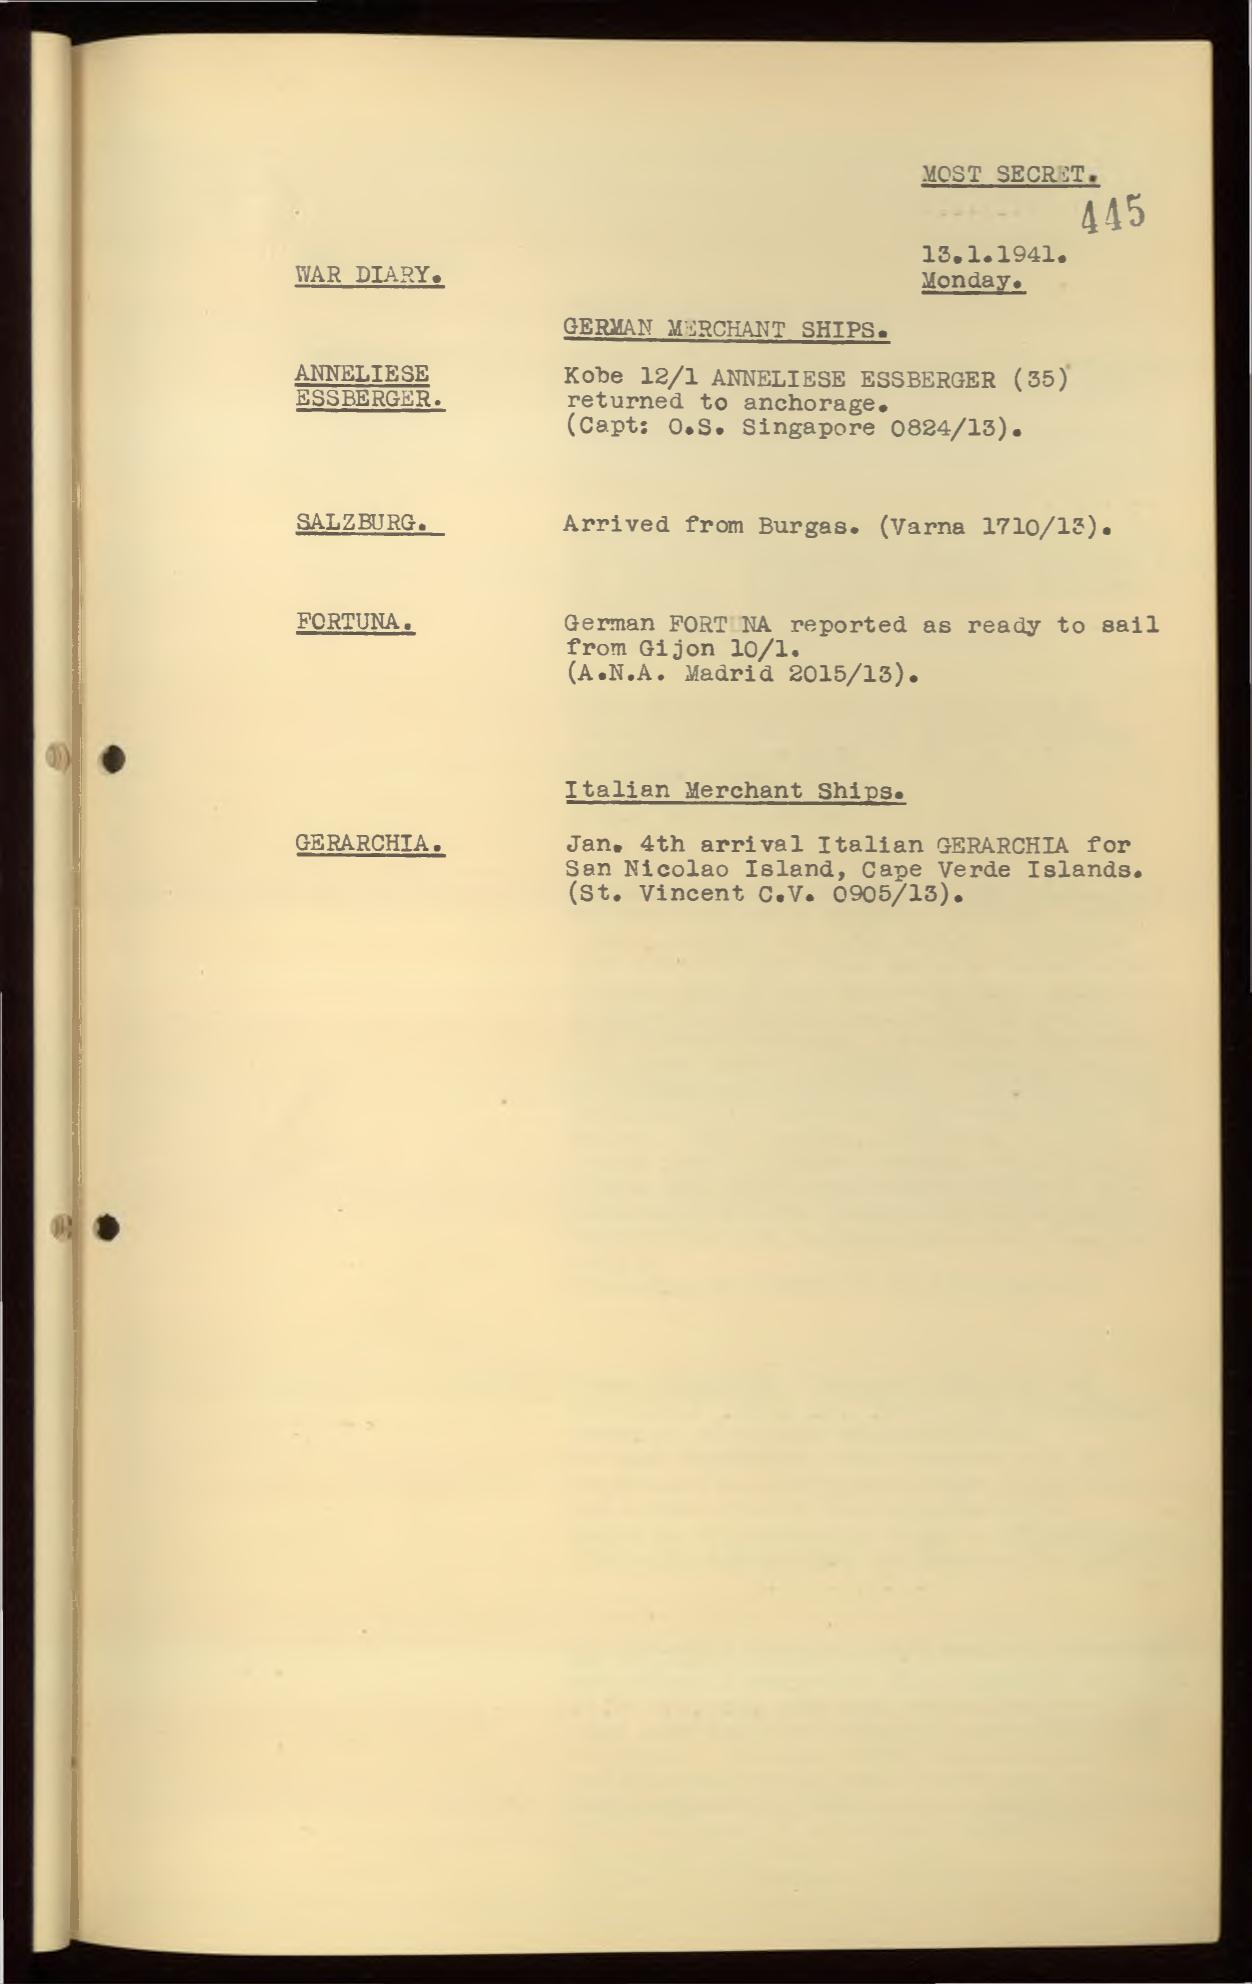 MOST SECRET.
445
13.1.1941.
WAR DIARY.
Monday.
GERMAN MERCHANT SHIPS.
ANNELIESE
ESSBERGER.
Kobe 12/1 ANNELIESE ESSBERGER (35)
returned to anchorage.
(Capt: O.S. Singapore 0824/13).
SALZBURG.
Arrived from Burgas. (Varna 1710/13).
FORTUNA.
German FORTUNA reported as ready to sail
from Gijon 10/1.
(A.N.A. Madrid 2015/13).
Italian Merchant Ships.
GERARCHIA.
Jan. 4th arrival Italian GERARCHIA for
San Nicolao Island, Cape Verde Islands.
(St. Vincent C.V. 0905/13).